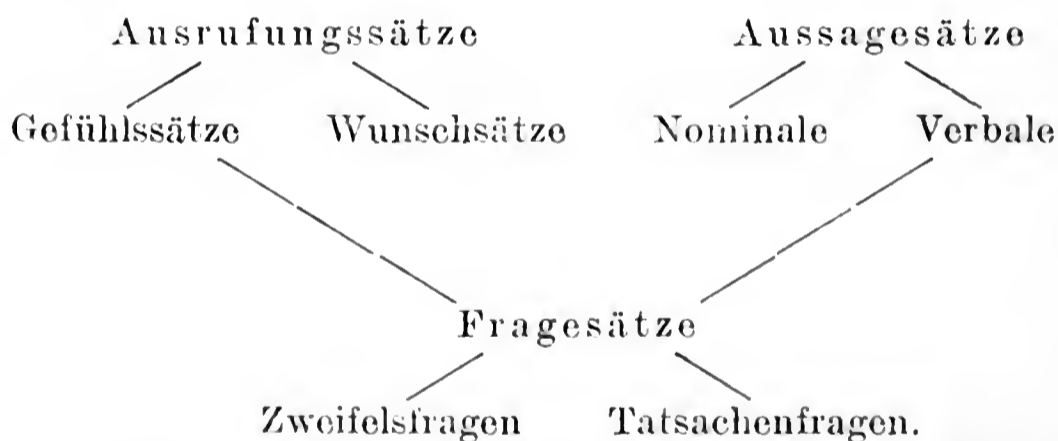 Ausrufungssätze Aussagesätze
Gefühlssätze Wunschsätze Nominale Verbale
Fragesätze
Zweifelsfragen Tatsachenfragen.